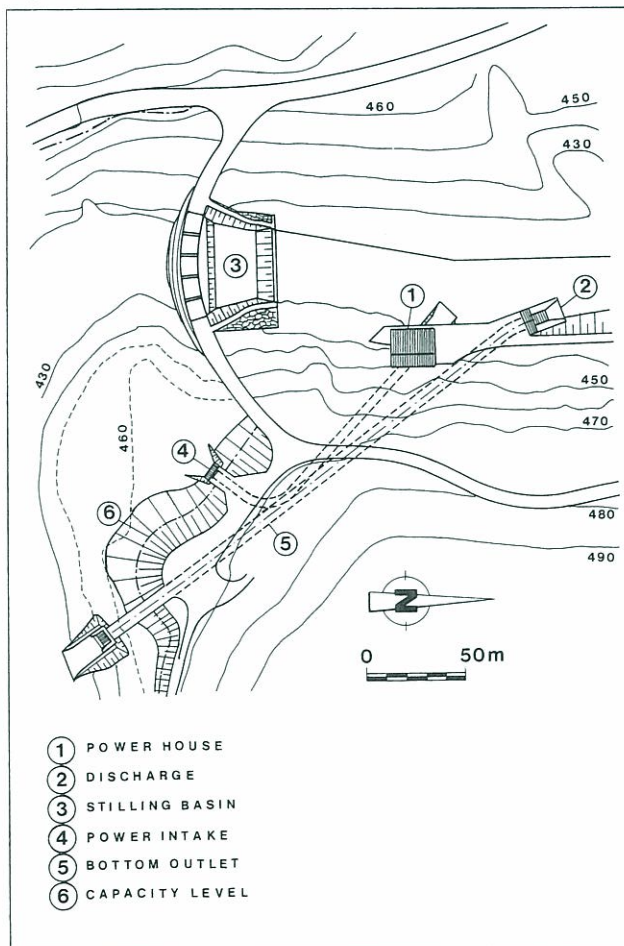 460
450
430
3
1
2
430
460
450
470
4
6
5
480
490
N
0 50m
1 POWER HOUSE
2 DISCHARGE
3 STILLING BASIN
4 POWER INTAKE
5 BOTTOM OUTLET
6 CAPACITY LEVEL